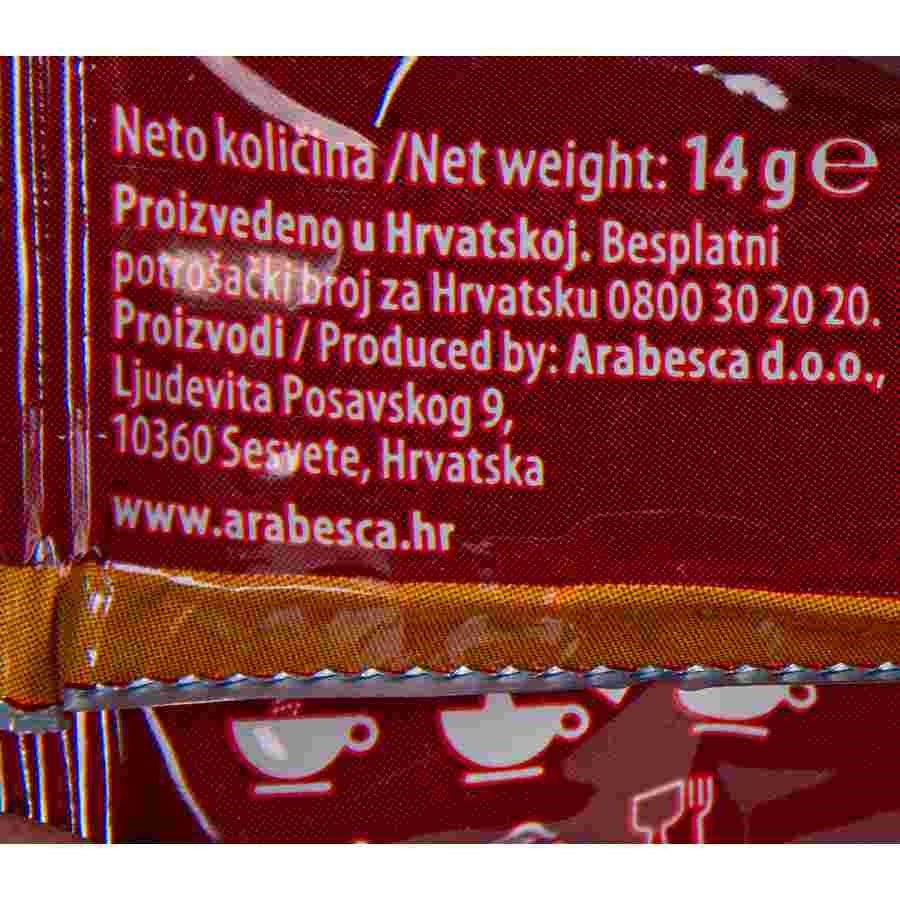 Neto količina /Net weight: 14 g ℮
Proizvedeno u Hrvatskoj. Besplatni
potrošački broj za Hrvatsku 0800 30 20 20.
Proizvodi / Produced by: Arabesca d.o.o.,
Ljudevita Posavskog 9,
10360 Sesvete, Hrvatska
www.arabesca.hr